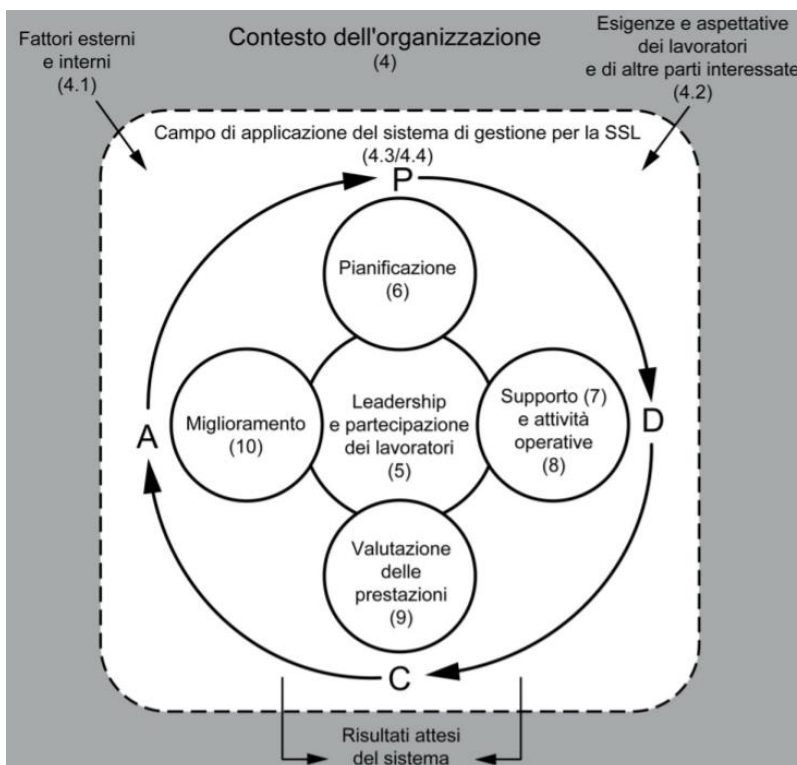 Fattori esterni
e interni
(4.1)
Contesto dell'organizzazione
(4)
Esigenze e aspettative
dei lavoratori
e di altre parti interessate
(4.2)
Campo di applicazione del sistema di gestione per la SSL
(4.3/4.4)
P
Pianificazione
(6)
A
Miglioramento
(10)
Leadership
e partecipazione
dei lavoratori
(5)
Supporto (7)
e attività
operative
(8)
D
Valutazione
delle
prestazioni
(9)
C
Risultati attesi
del sistema